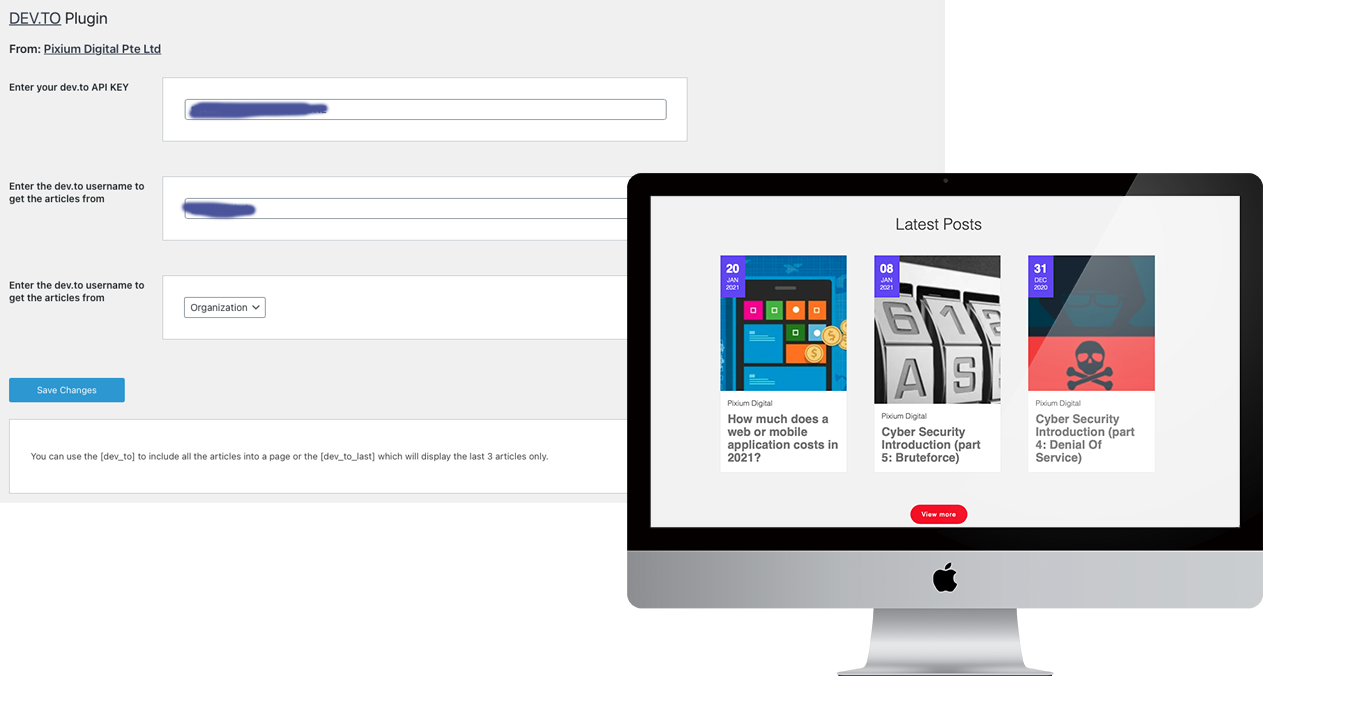 DEV.TO Plugin
From: Pixium Digital Pte Ltd
Enter your dev.to API KEY
Enter the dev.to username to
get the articles from
Enter the dev.to username to
get the articles from
Organization
Save Changes
You can use the [dev_to] to include all the articles into a page or the [dev_to_last] which will display the last 3 articles only.
Latest Posts
20
JAN
2021
Pixium Digital
How much does a
web or mobile
application costs in
2021?
08
JAN
2021
6 1 2
A S
Pixium Digital
Cyber Security
Introduction (part
5: Bruteforce)
31
DEC
2020
Pixium Digital
Cyber Security
Introduction (part
4: Denial Of
Service)
View more